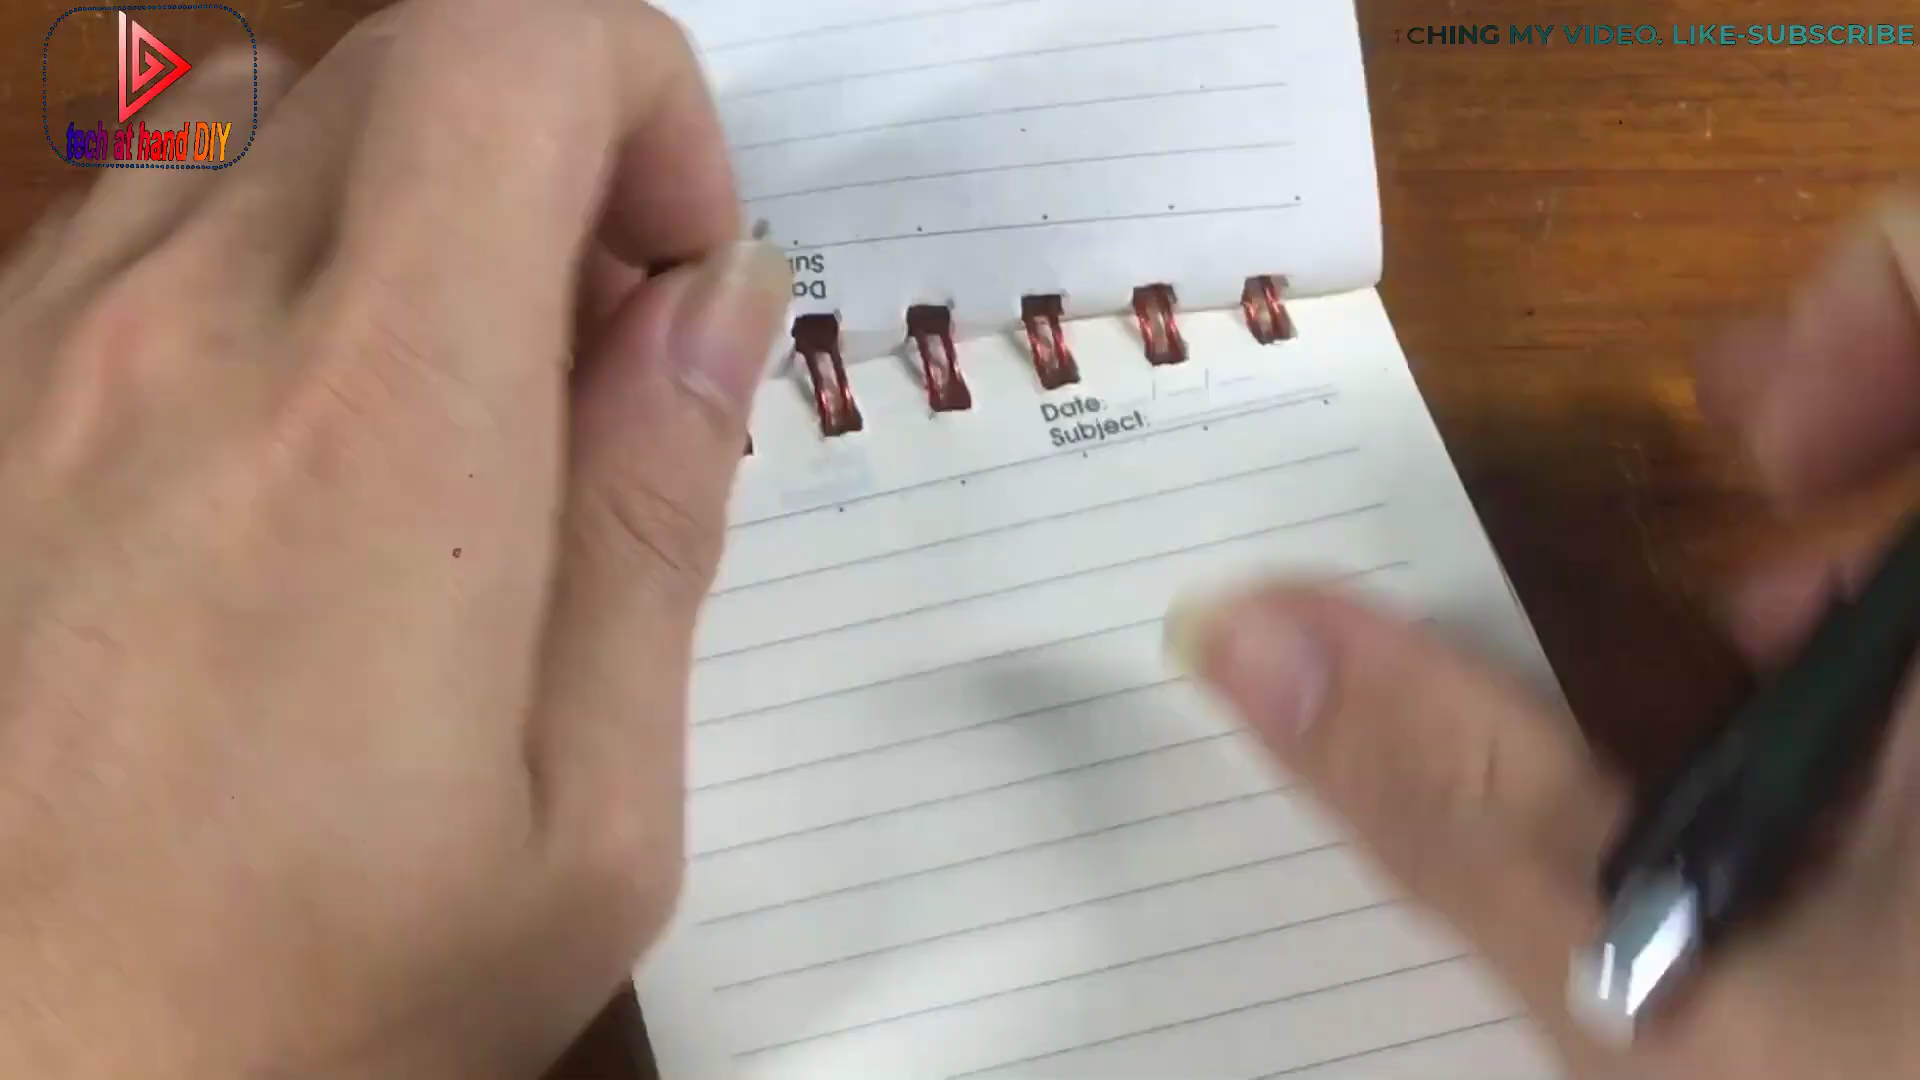 CHING MY VIDEO, LIKE-SUBSCRIBE
tech at hand DIY
Date:
Subject: